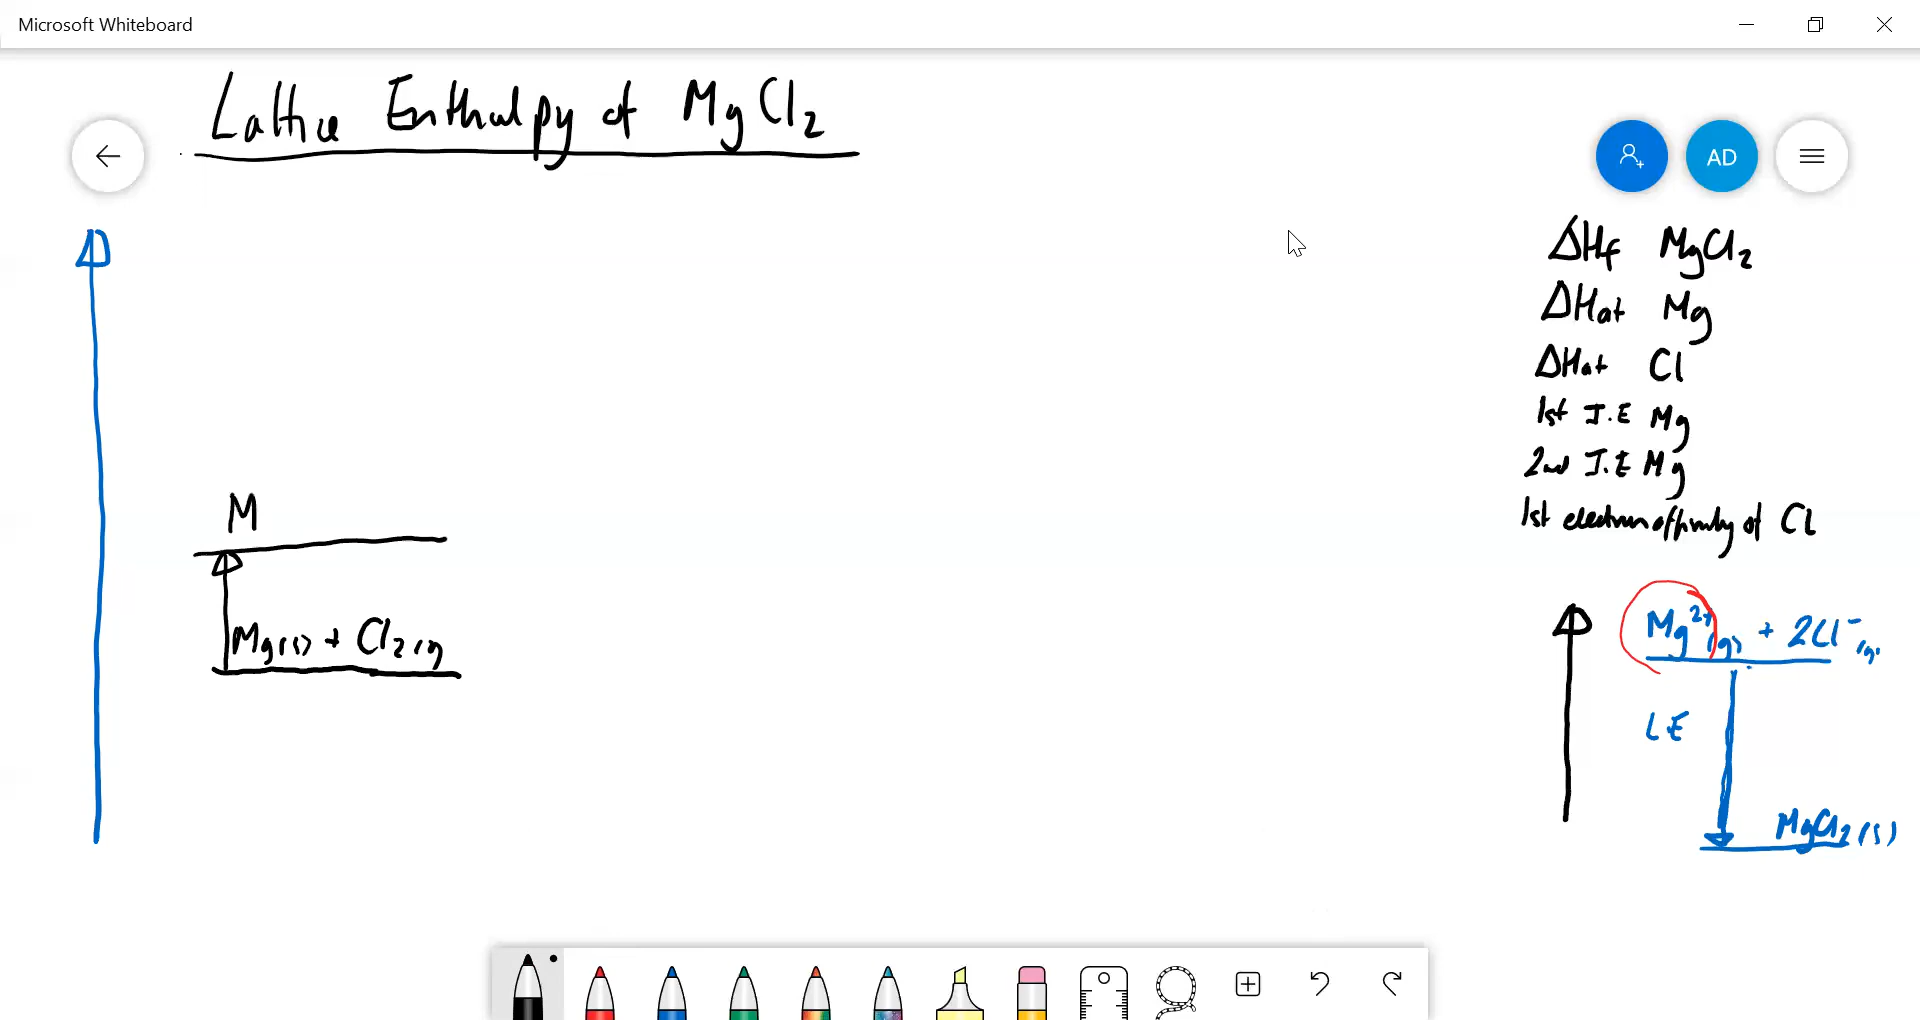 Microsoft Whiteboard
Lattice Enthalpy of MgCl₂
AD
ΔHf MgCl₂
ΔHat Mg
ΔHat Cl
1st I.E Mg
2nd I.E Mg
1st electron affinity of Cl
M
Mg(s) + Cl₂(g)
Mg²⁺(g) + 2Cl⁻(g)
LE
MgCl₂(s)